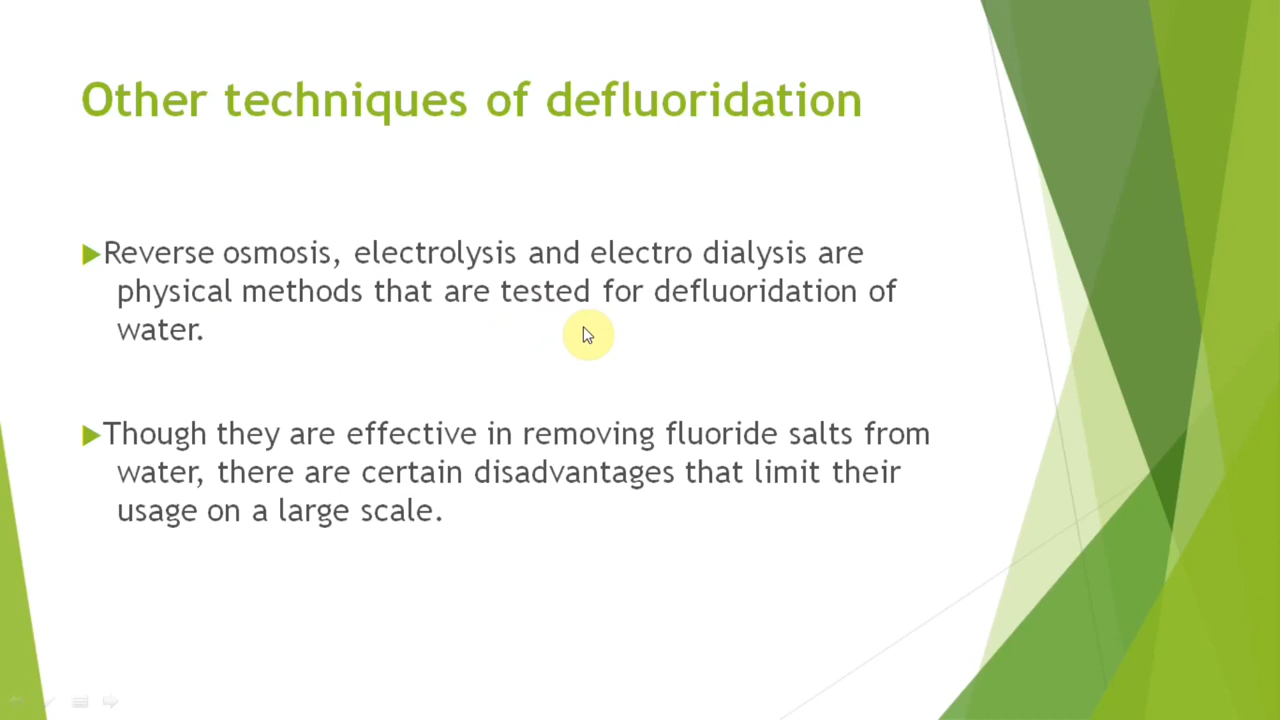 Other techniques of defluoridation
Reverse osmosis, electrolysis and electro dialysis are
physical methods that are tested for defluoridation of
water.
Though they are effective in removing fluoride salts from
water, there are certain disadvantages that limit their
usage on a large scale.